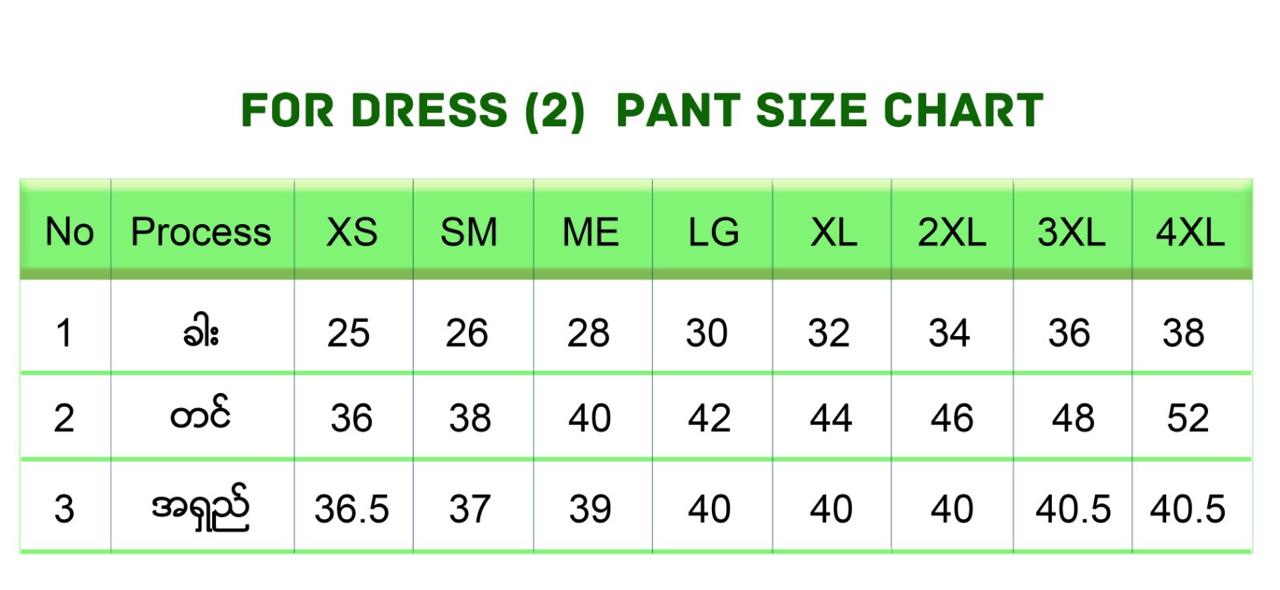 FOR DRESS (2) PANT SIZE CHART
No Process XS SM ME LG XL 2XL 3XL 4XL
1 ခါး 25 26 28 30 32 34 36 38
2 တင် 36 38 40 42 44 46 48 52
3 အရှည် 36.5 37 39 40 40 40 40.5 40.5